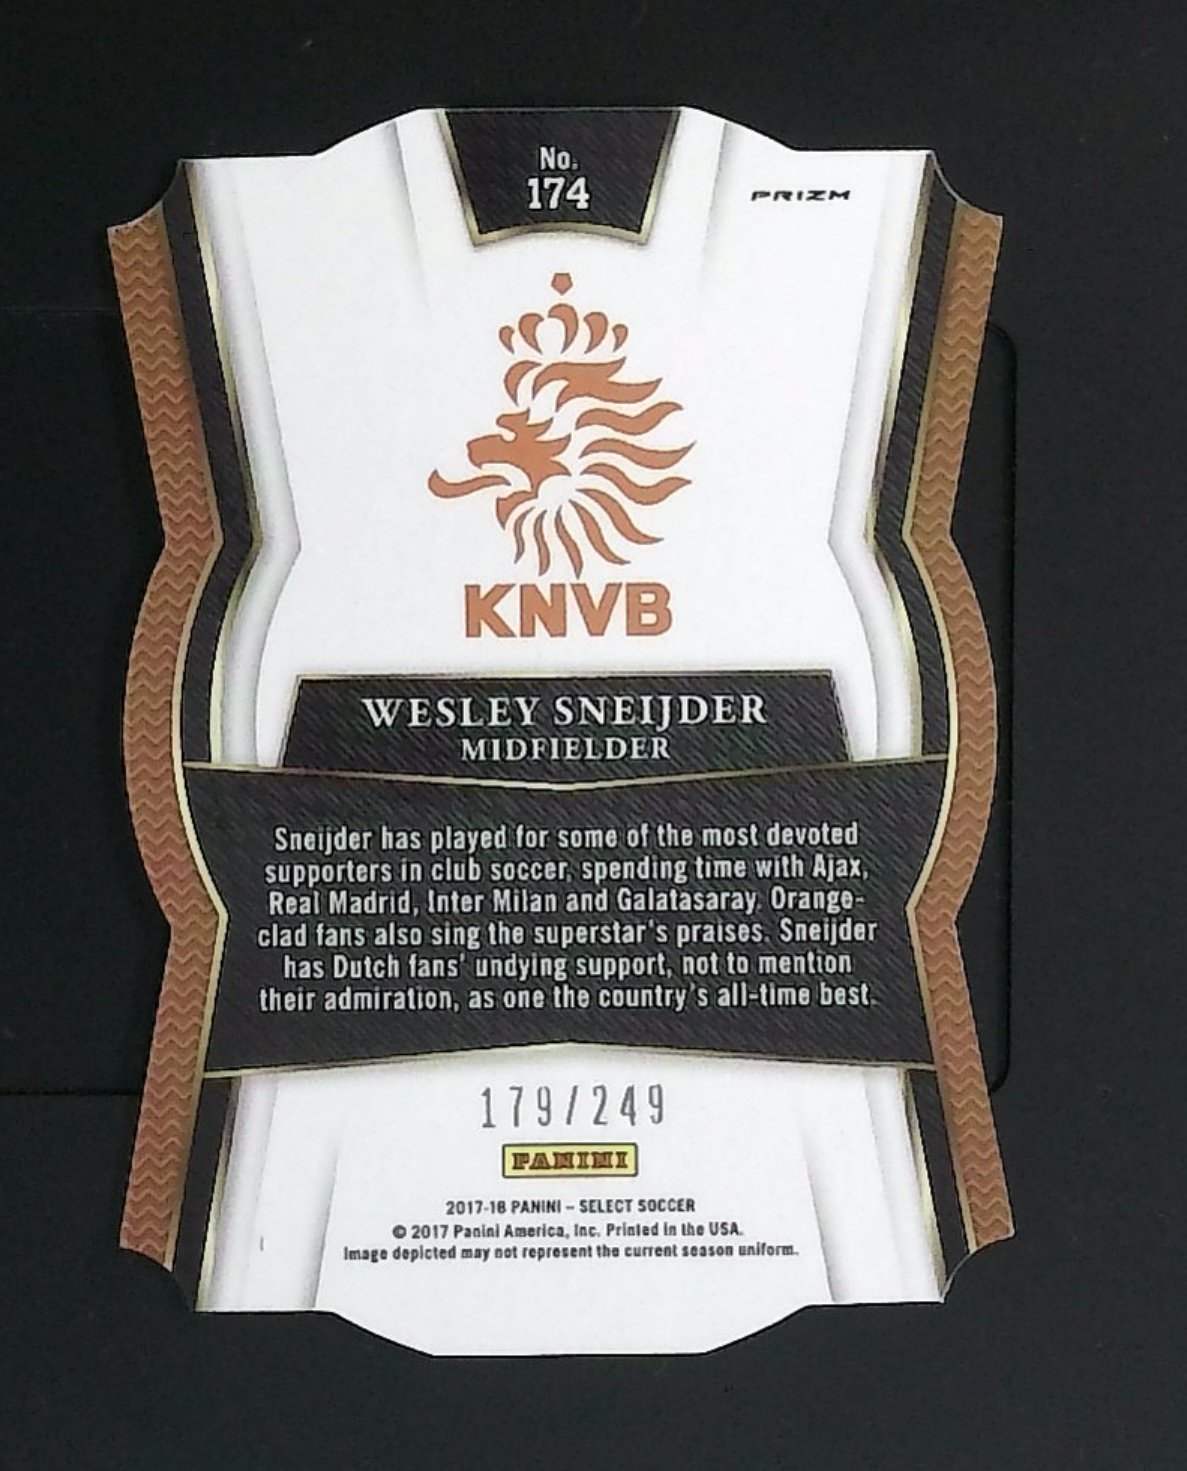 No.
174
PRIZM
KNVB
WESLEY SNEIJDER
MIDFIELDER
Sneijder has played for some of the most devoted
supporters in club soccer, spending time with Ajax,
Real Madrid, Inter Milan and Galatasaray. Orange-
clad fans also sing the superstar's praises. Sneijder
has Dutch fans' undying support, not to mention
their admiration, as one the country's all-time best.
179/249
PANINI
2017-18 PANINI – SELECT SOCCER
© 2017 Panini America, Inc. Printed in the USA.
Image depicted may not represent the current season uniform.